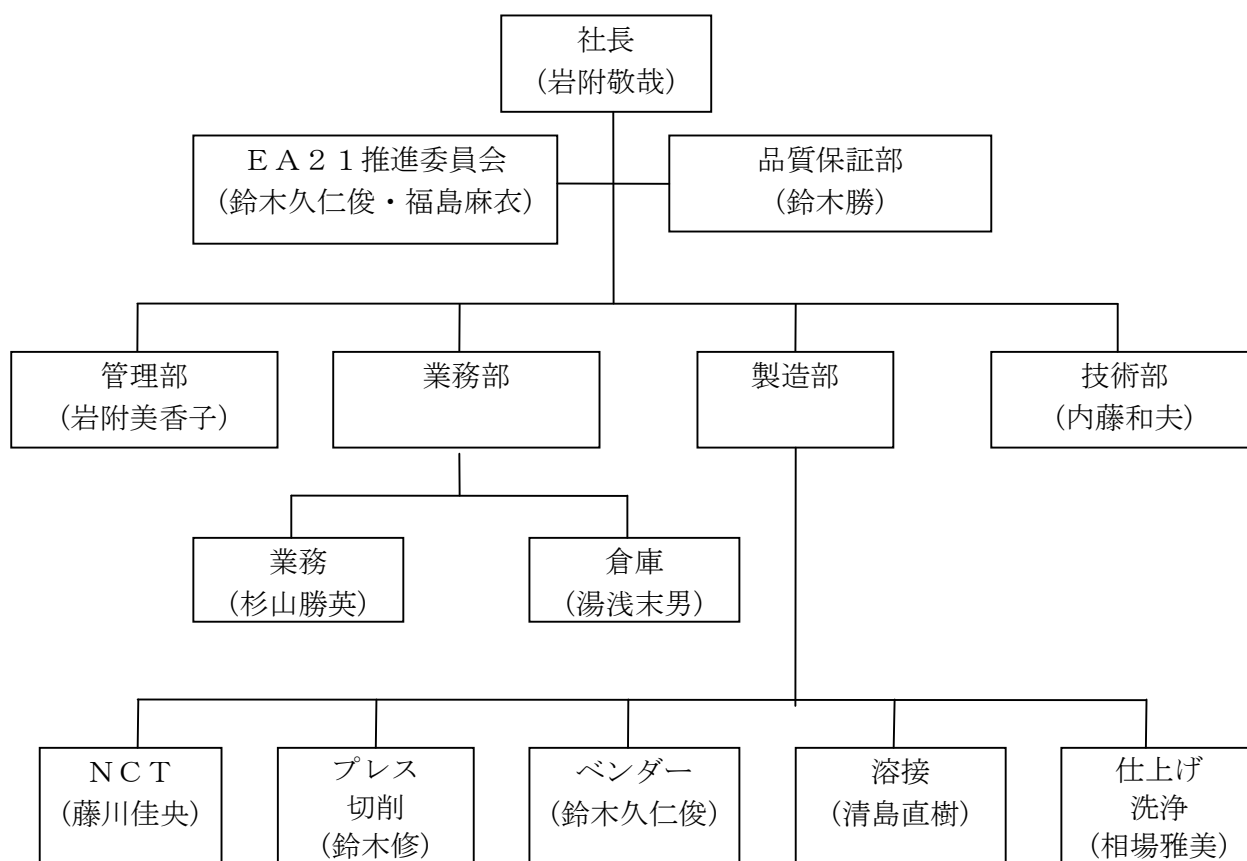 社長
（岩附敬哉）
ＥＡ２１推進委員会
（鈴木久仁俊・福島麻衣）
品質保証部
（鈴木勝）
管理部
（岩附美香子）
業務部
製造部
技術部
（内藤和夫）
業務
（杉山勝英）
倉庫
（湯浅末男）
ＮＣＴ
（藤川佳央）
プレス
切削
（鈴木修）
ベンダー
（鈴木久仁俊）
溶接
（清島直樹）
仕上げ
洗浄
（相場雅美）